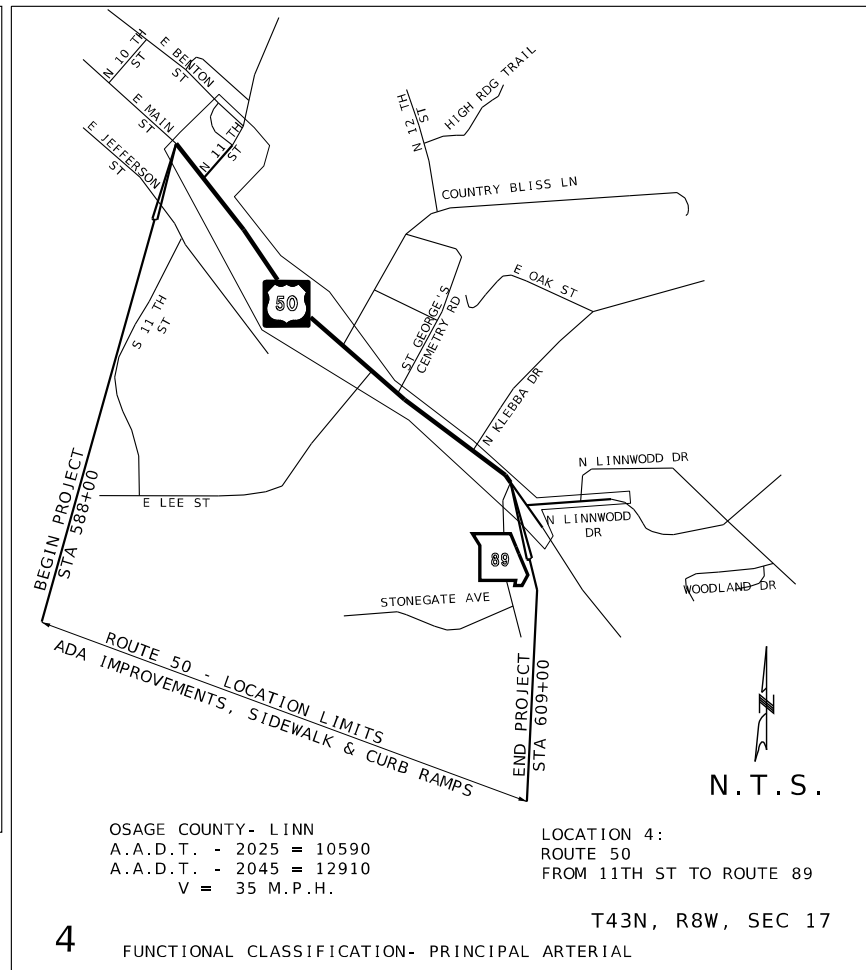 N 10 TH
ST
E BENTON
ST
E MAIN
ST
N 11 TH
ST
E JEFFERSON
ST
N 12 TH
ST
HIGH RDG TRAIL
COUNTRY BLISS LN
50
E OAK ST
S 11 TH
ST
ST GEORGE'S
CEMETRY RD
N KLEBBA DR
N LINNWODD DR
E LEE ST
N LINNWODD
DR
89
STONEGATE AVE
WOODLAND DR
BEGIN PROJECT
STA 588+00
ROUTE 50 - LOCATION LIMITS
ADA IMPROVEMENTS, SIDEWALK & CURB RAMPS
END PROJECT
STA 609+00
N
N.T.S.
OSAGE COUNTY- LINN
A.A.D.T. - 2025 = 10590
A.A.D.T. - 2045 = 12910
V = 35 M.P.H.
LOCATION 4:
ROUTE 50
FROM 11TH ST TO ROUTE 89
T43N, R8W, SEC 17
4
FUNCTIONAL CLASSIFICATION- PRINCIPAL ARTERIAL